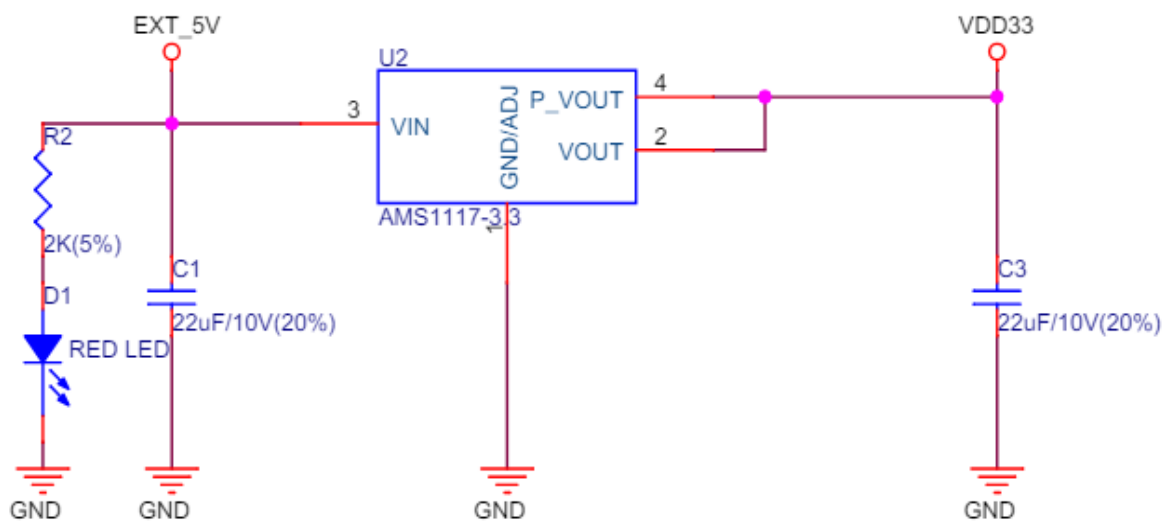 EXT_5V
VDD33
U2
3
VIN
GND/ADJ
P_VOUT
4
VOUT
2
AMS1117-3.3
1
R2
2K(5%)
D1
RED LED
C1
22uF/10V(20%)
C3
22uF/10V(20%)
GND
GND
GND
GND